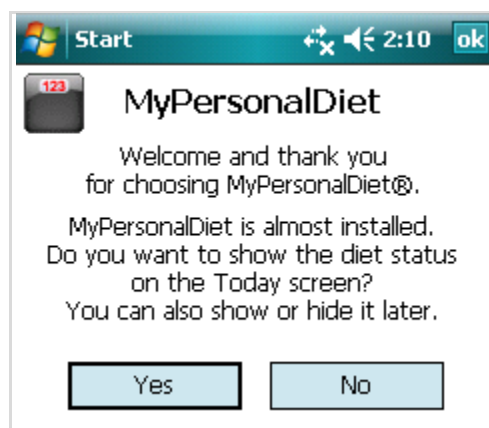 Start 2:10 ok
123
MyPersonalDiet
Welcome and thank you
for choosing MyPersonalDiet®.
MyPersonalDiet is almost installed.
Do you want to show the diet status
on the Today screen?
You can also show or hide it later.
Yes No